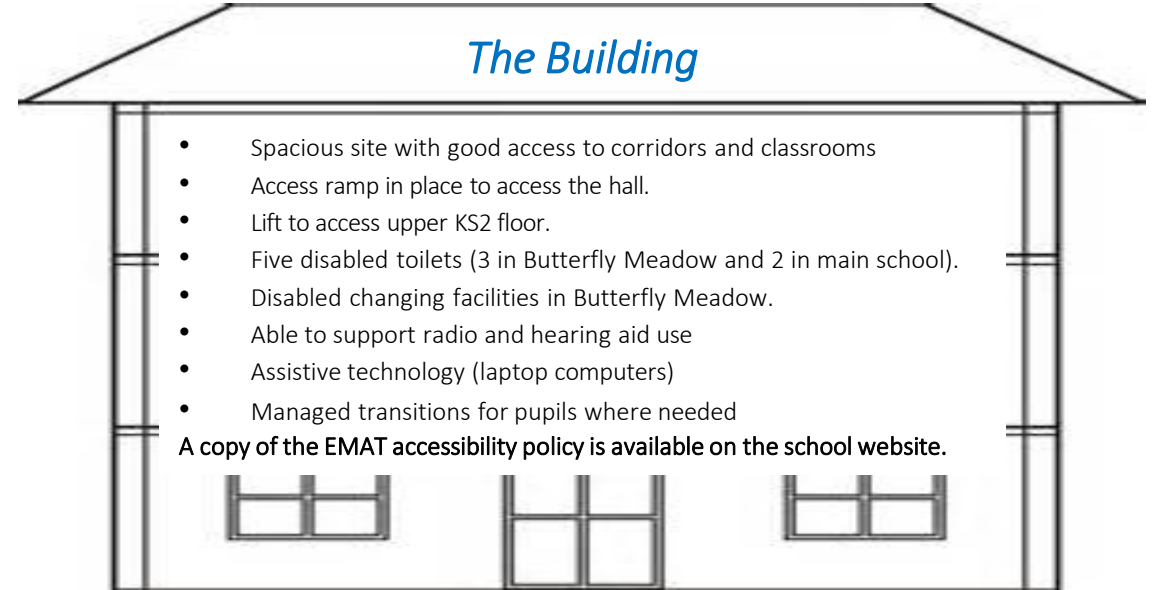 The Building
• Spacious site with good access to corridors and classrooms
• Access ramp in place to access the hall.
• Lift to access upper KS2 floor.
• Five disabled toilets (3 in Butterfly Meadow and 2 in main school).
• Disabled changing facilities in Butterfly Meadow.
• Able to support radio and hearing aid use
• Assistive technology (laptop computers)
• Managed transitions for pupils where needed
A copy of the EMAT accessibility policy is available on the school website.